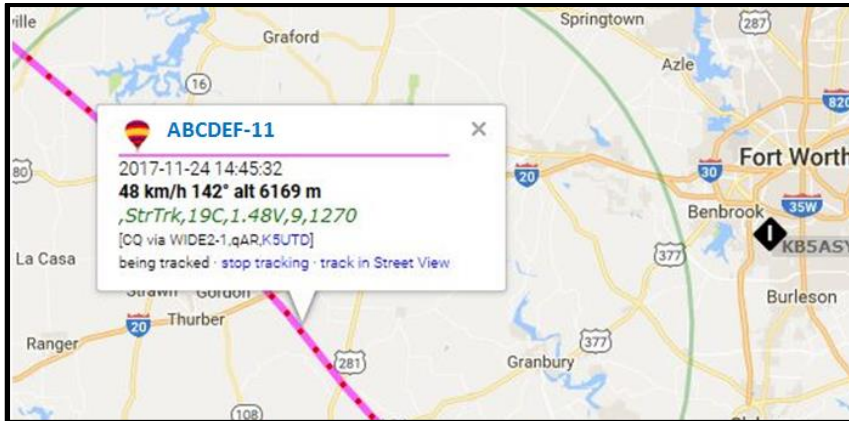 ville
Graford
Springtown
287
Azle
16
820
ABCDEF-11
2017-11-24 14:45:32
48 km/h 142° alt 6169 m
,StrTrk,19C,1.48V,9,1270
[CQ via WIDE2-1,qAR,K5UTD]
being tracked · stop tracking · track in Street View
80
20
30
Fort Worth
35W
Benbrook
KB5ASY
La Casa
377
Burleson
Strawn
Gordon
20
Thurber
Ranger
281
377
Granbury
108